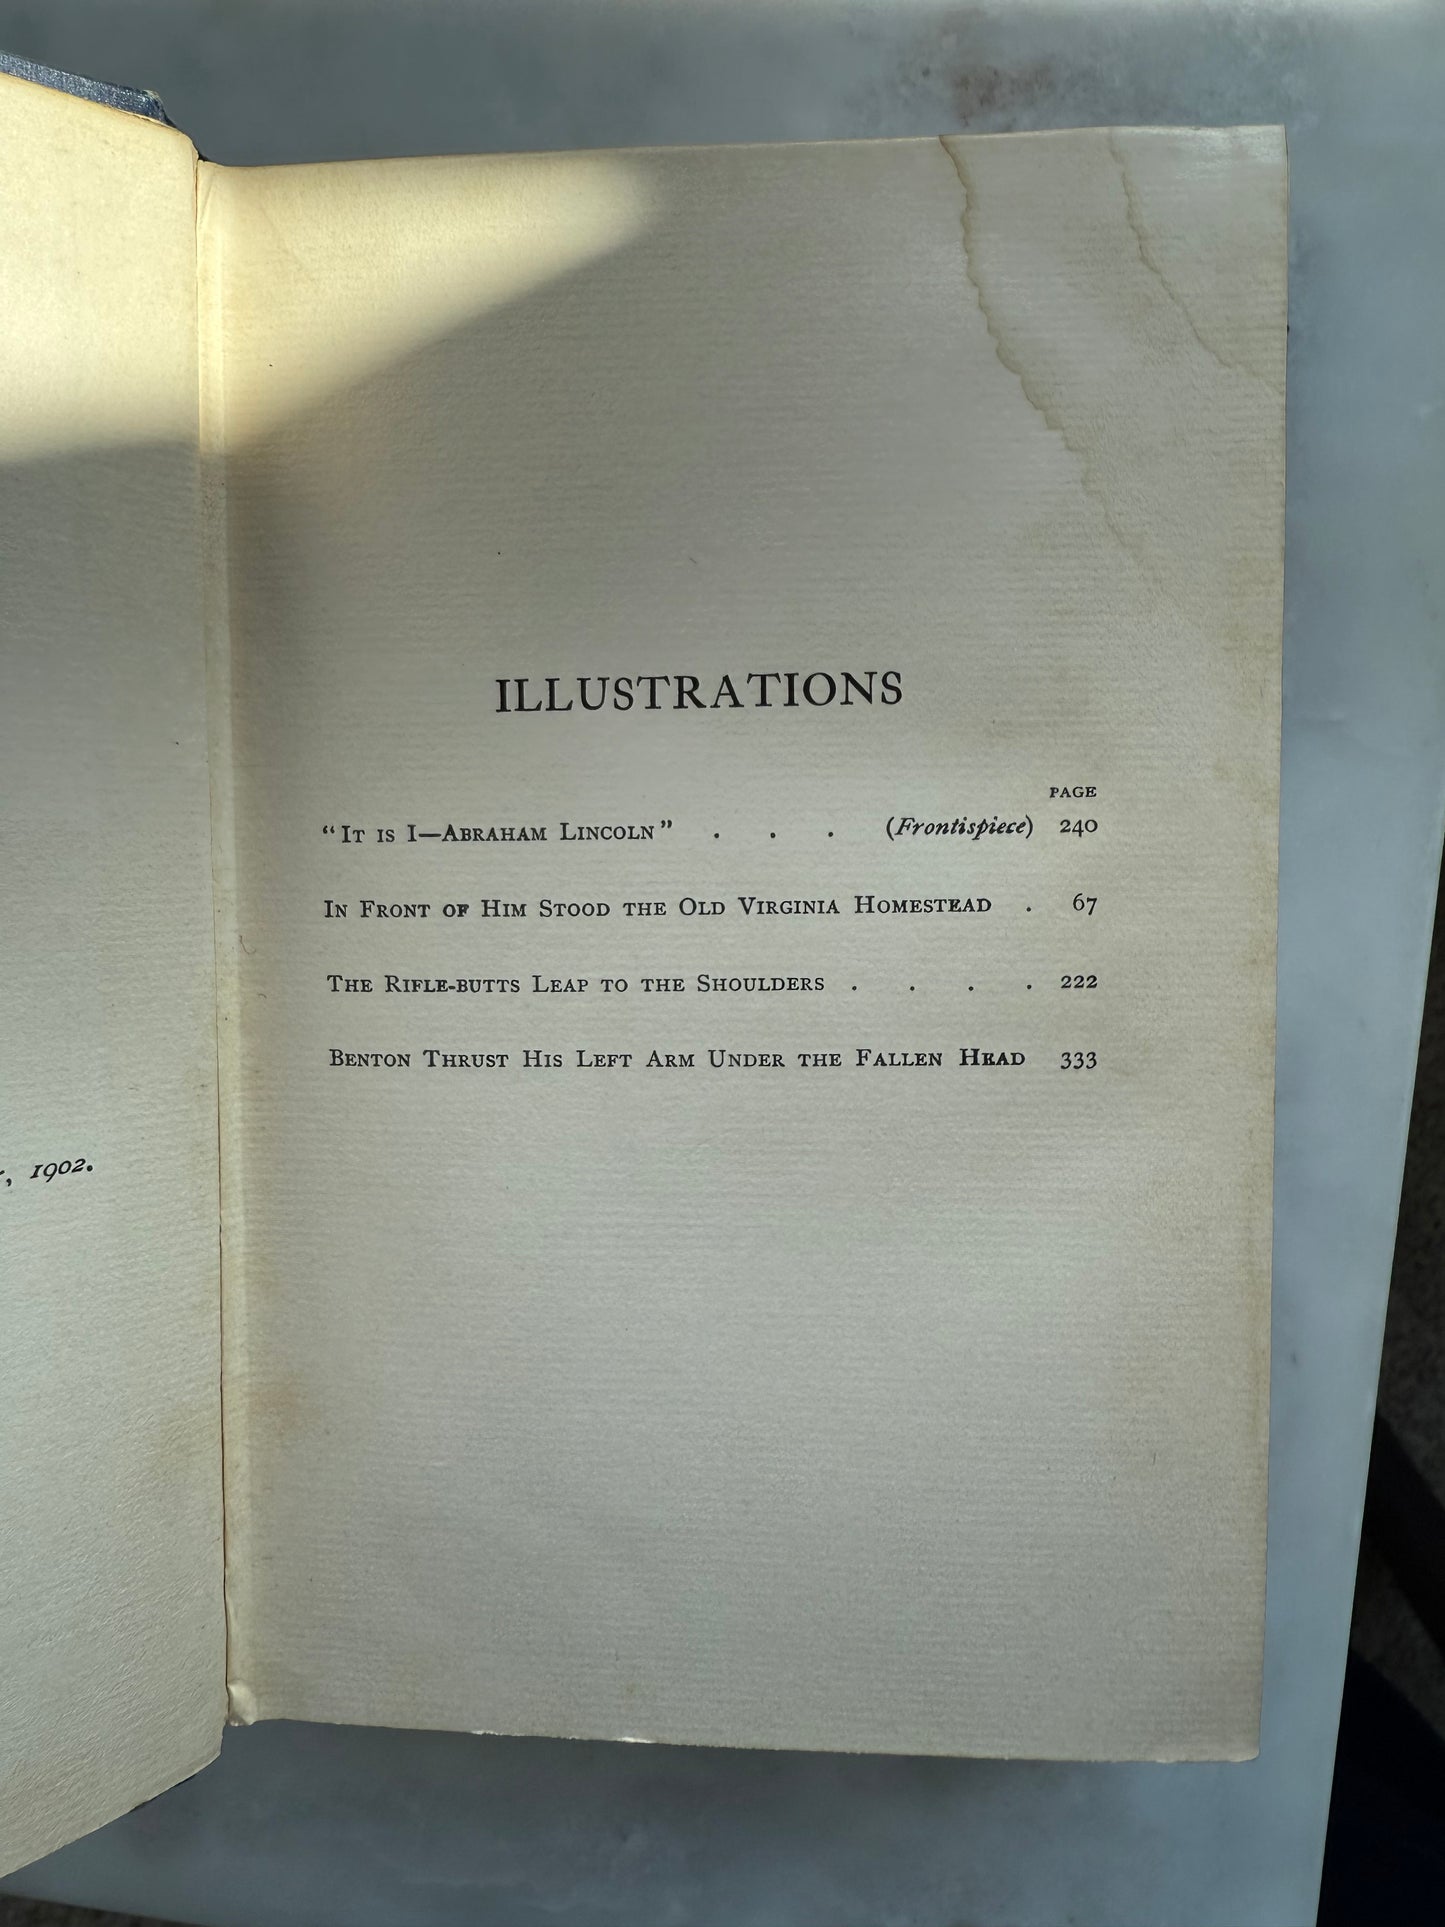 , 1902.
ILLUSTRATIONS
PAGE
“It is I—Abraham Lincoln” . . . (Frontispiece) 240
In Front of Him Stood the Old Virginia Homestead . 67
The Rifle-butts Leap to the Shoulders . . . . 222
Benton Thrust His Left Arm Under the Fallen Head 333